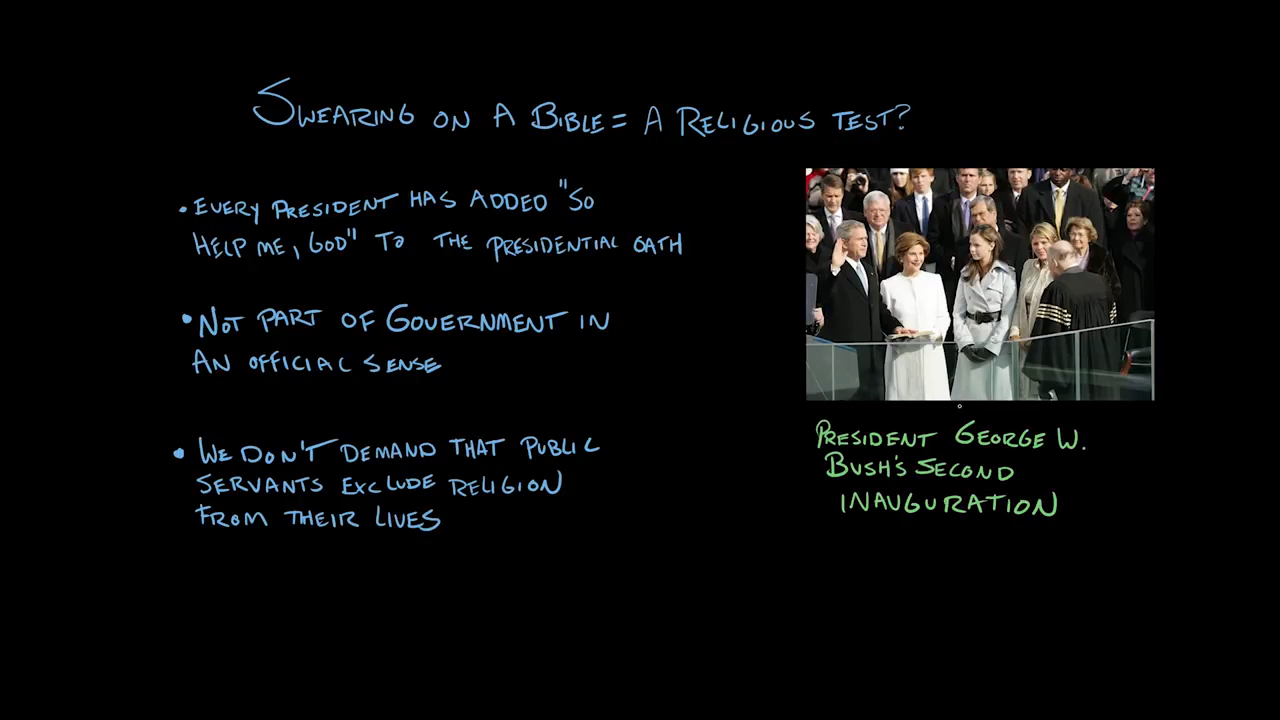 SWEARING ON A BIBLE = A RELIGIOUS TEST?
• EVERY PRESIDENT HAS ADDED "SO
HELP ME, GOD" TO THE PRESIDENTIAL OATH
• NOT PART OF GOVERNMENT IN
AN OFFICIAL SENSE
• WE DON'T DEMAND THAT PUBLIC
SERVANTS EXCLUDE RELIGION
FROM THEIR LIVES
PRESIDENT GEORGE W.
BUSH'S SECOND
INAUGURATION